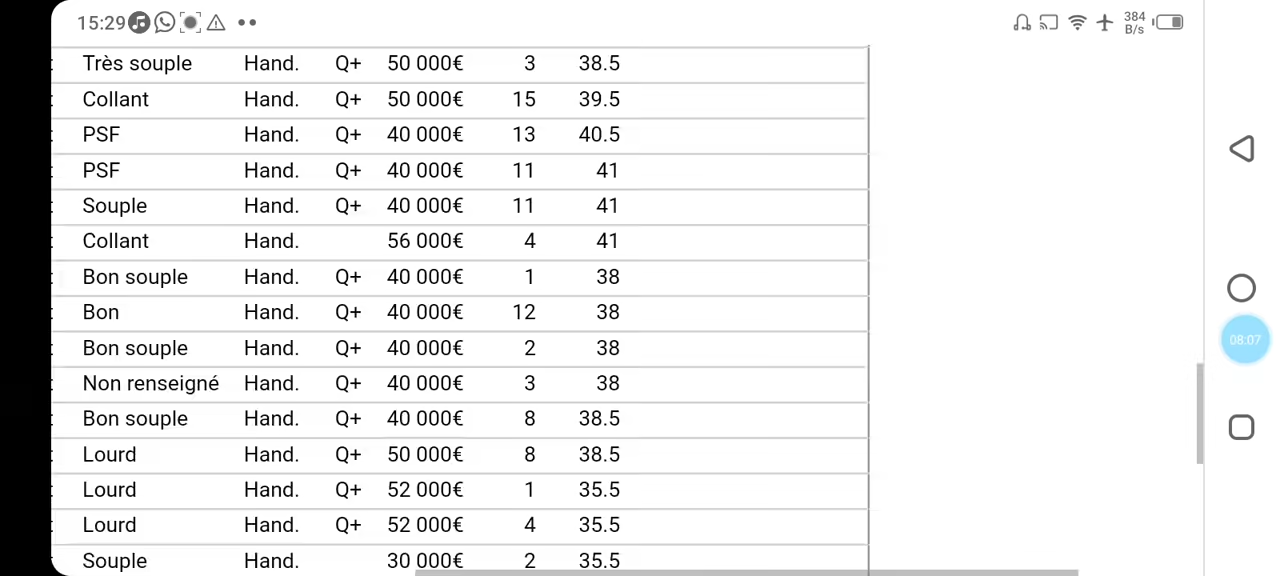 15:29
384 B/s
: Très souple Hand. Q+ 50 000€ 3 38.5
: Collant Hand. Q+ 50 000€ 15 39.5
: PSF Hand. Q+ 40 000€ 13 40.5
: PSF Hand. Q+ 40 000€ 11 41
: Souple Hand. Q+ 40 000€ 11 41
: Collant Hand. 56 000€ 4 41
: Bon souple Hand. Q+ 40 000€ 1 38
: Bon Hand. Q+ 40 000€ 12 38
: Bon souple Hand. Q+ 40 000€ 2 38
: Non renseigné Hand. Q+ 40 000€ 3 38
: Bon souple Hand. Q+ 40 000€ 8 38.5
: Lourd Hand. Q+ 50 000€ 8 38.5
: Lourd Hand. Q+ 52 000€ 1 35.5
: Lourd Hand. Q+ 52 000€ 4 35.5
: Souple Hand. 30 000€ 2 35.5
08:07